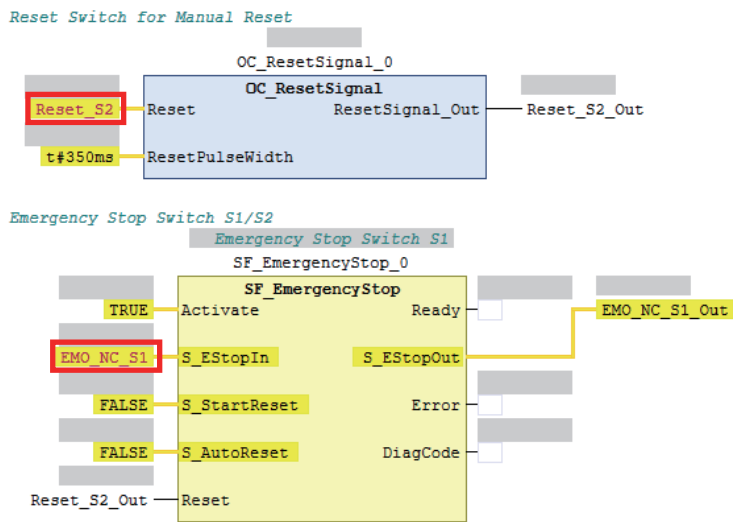 Reset Switch for Manual Reset
OC_ResetSignal_0
OC_ResetSignal
Reset_S2 Reset ResetSignal_Out Reset_S2_Out
t#350ms ResetPulseWidth
Emergency Stop Switch S1/S2
Emergency Stop Switch S1
SF_EmergencyStop_0
SF_EmergencyStop
TRUE Activate Ready EMO_NC_S1_Out
EMO_NC_S1 S_EStopIn S_EStopOut
FALSE S_StartReset Error
FALSE S_AutoReset DiagCode
Reset_S2_Out Reset